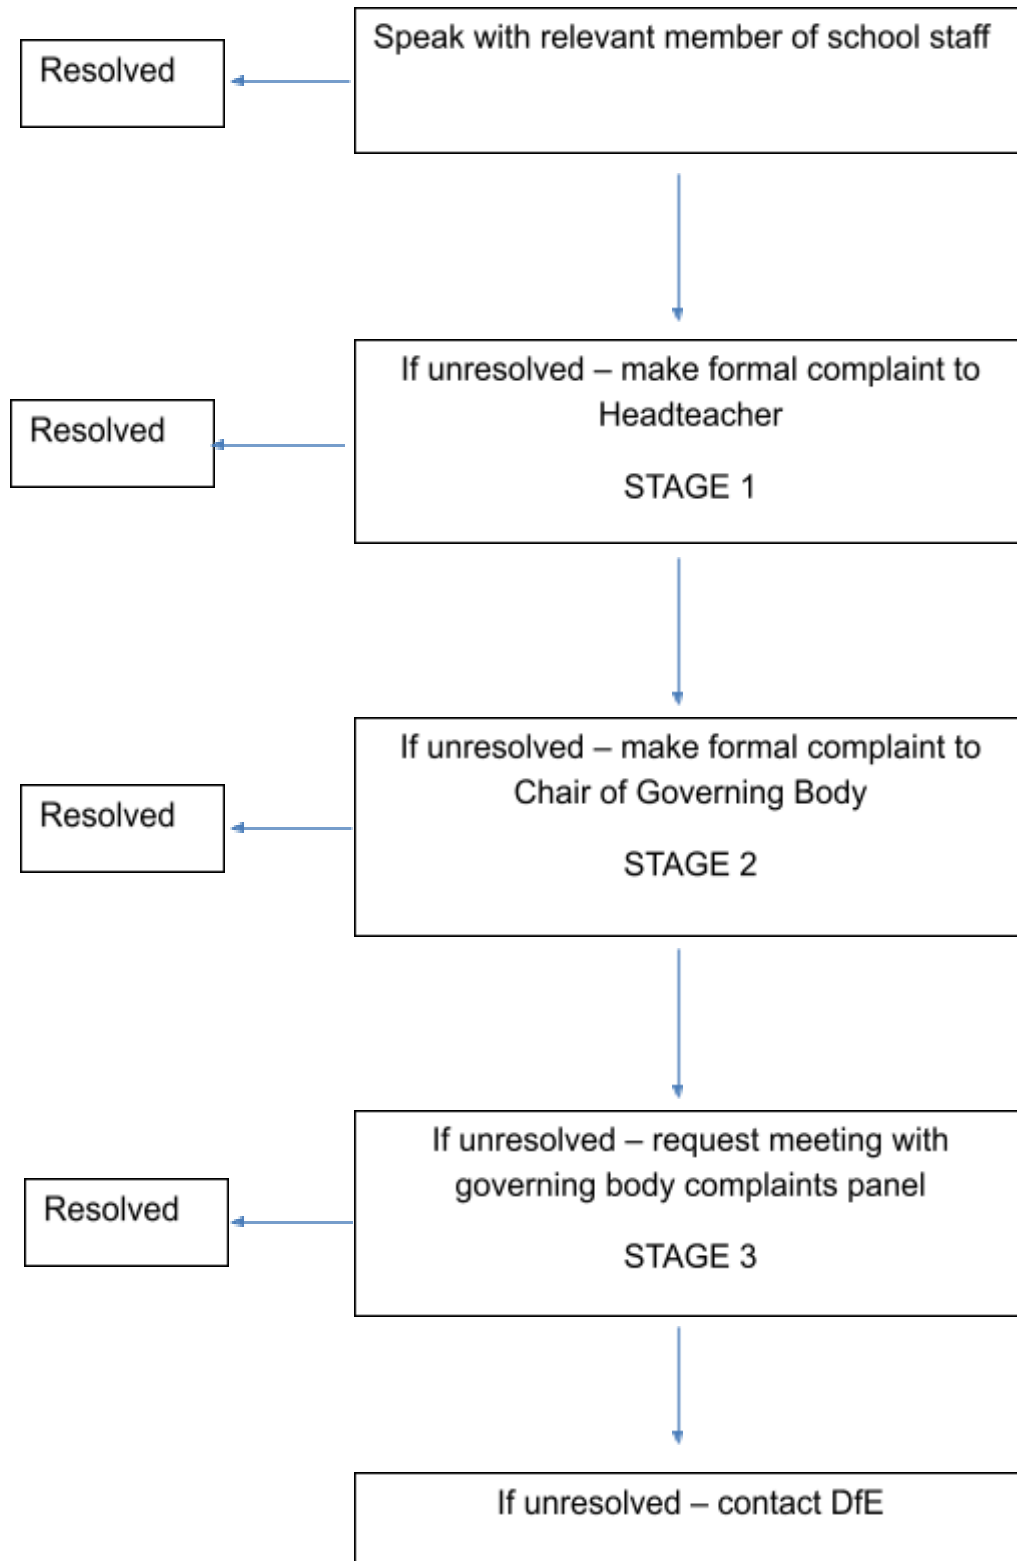 Speak with relevant member of school staff
Resolved
If unresolved – make formal complaint to
Headteacher
STAGE 1
Resolved
If unresolved – make formal complaint to
Chair of Governing Body
STAGE 2
Resolved
If unresolved – request meeting with
governing body complaints panel
STAGE 3
Resolved
If unresolved – contact DfE